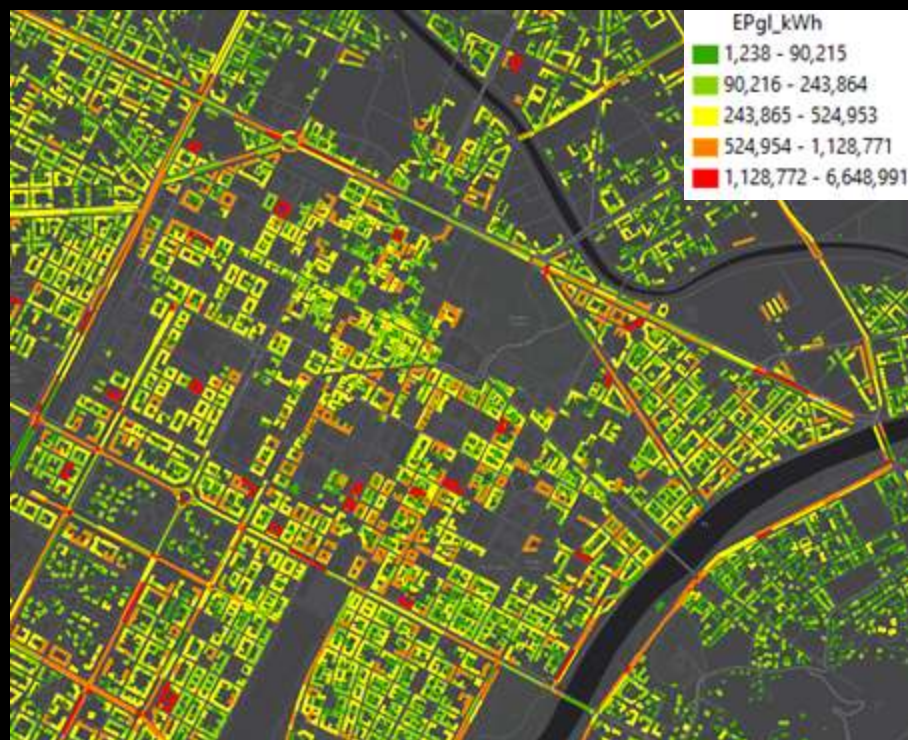 EPgl_kWh
1,238 - 90,215
90,216 - 243,864
243,865 - 524,953
524,954 - 1,128,771
1,128,772 - 6,648,991